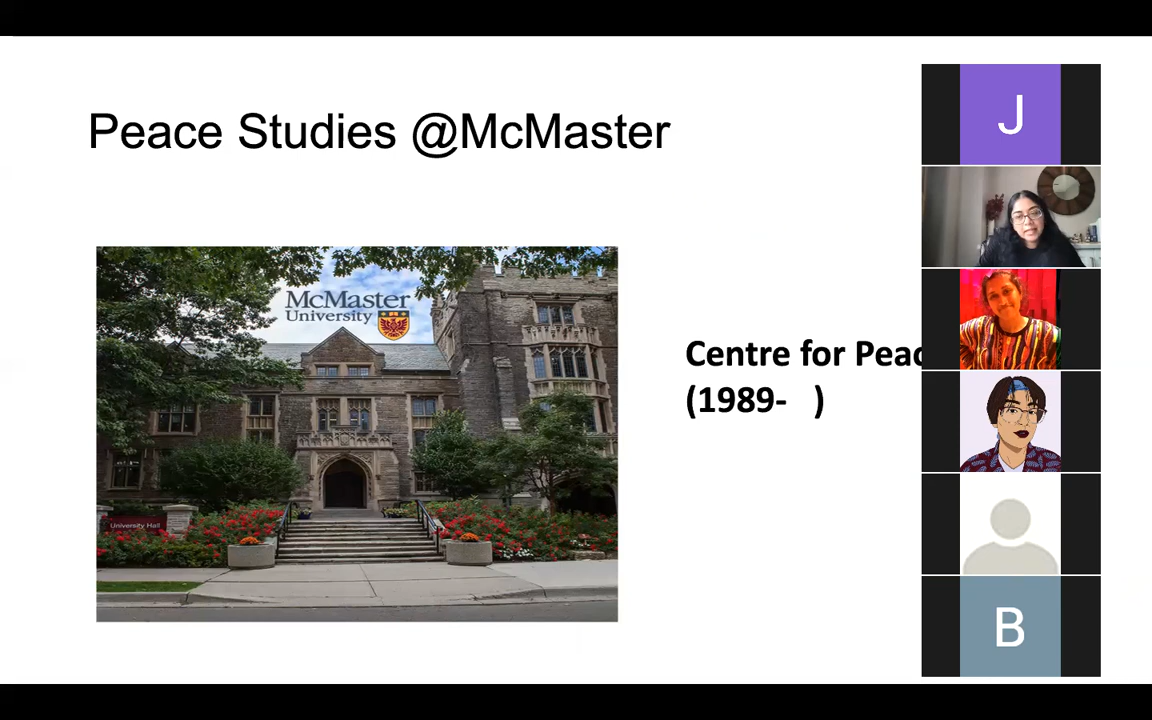 Peace Studies @McMaster
McMaster
University
University Hall
Centre for Peac
(1989-   )
J
B